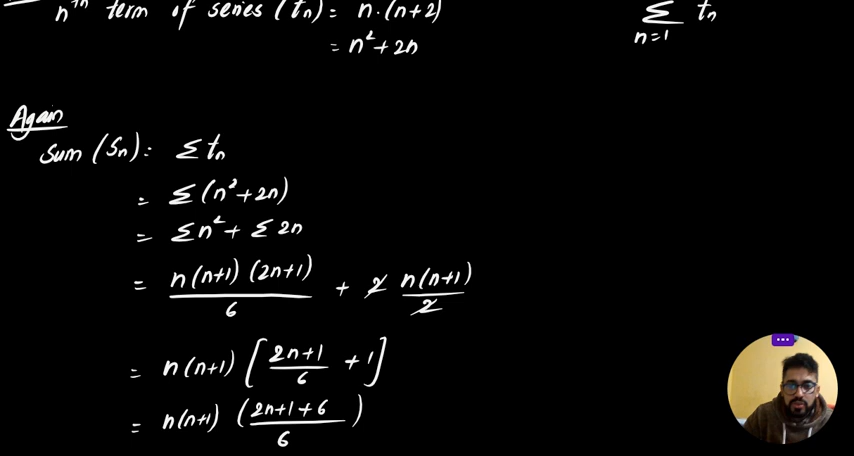 nth term of series (tn) = n.(n+2)
= n² + 2n
Σ tn
n=1
Again
Sum (Sn) = Σ tn
= Σ (n² + 2n)
= Σ n² + Σ 2n
= n(n+1) (2n+1) / 6 + 2 n(n+1) / 2
= n(n+1) [ 2n+1 / 6 + 1 ]
= n(n+1) ( 2n+1+6 / 6 )